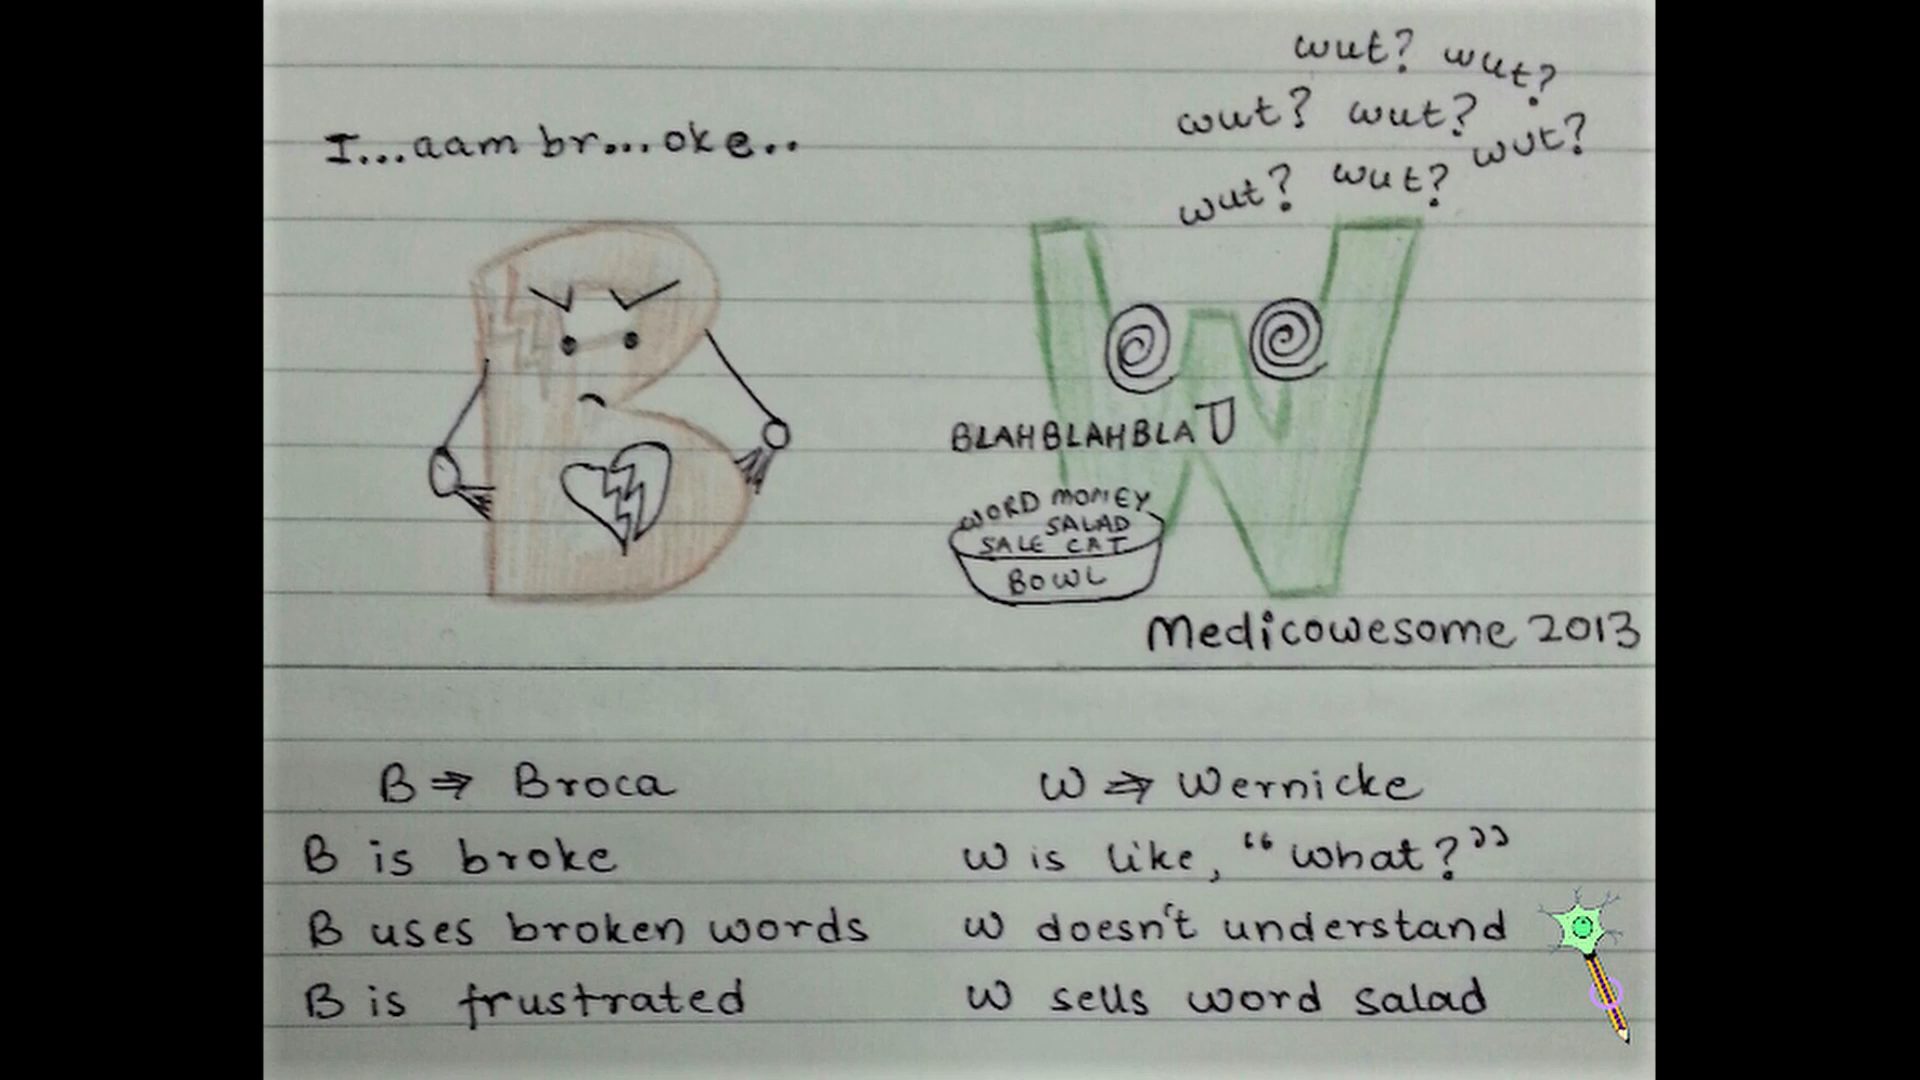 wut? wut?
wut? wut?
I...aam br...oke.. wut?
wut? wut?
BLAHBLAHBLA
WORD MONEY
SALAD
SALE CAT
BOWL
Medicowesome 2013
B ⇒ Broca
W ⇒ Wernicke
B is broke
W is like, “what?”
B uses broken words
W doesn't understand
B is frustrated
W sells word salad